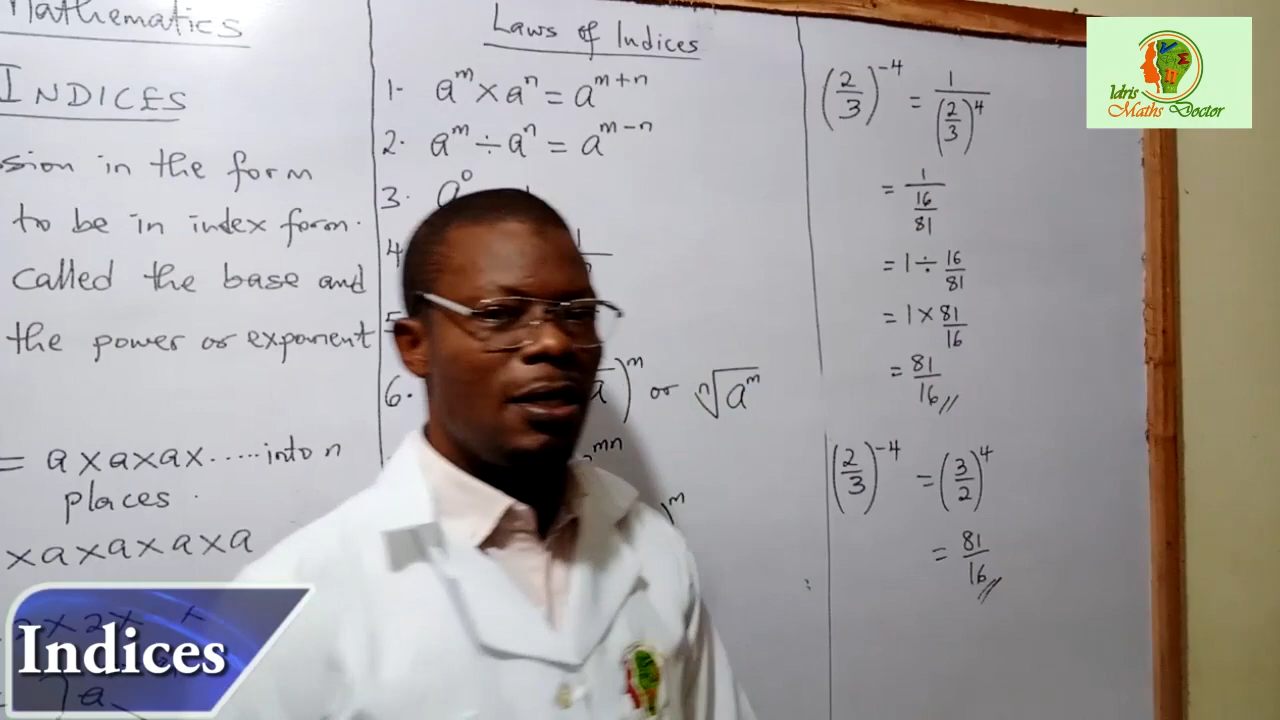 Mathematics
INDICES
sion in the form
to be in index form.
called the base and
the power or exponent
= a×a×a×.....into n
places.
×a×a×a×a
Laws of Indices
1. a^m × a^n = a^(m+n)
2. a^m ÷ a^n = a^(m−n)
3. a^0
4
5
6. )^m or ⁿ√(a^m)
mn
)^m
(2/3)^−4 = 1/(2/3)^4
= 1/(16/81)
= 1 ÷ 16/81
= 1 × 81/16
= 81/16
(2/3)^−4 = (3/2)^4
= 81/16
Idris
Maths Doctor
Indices